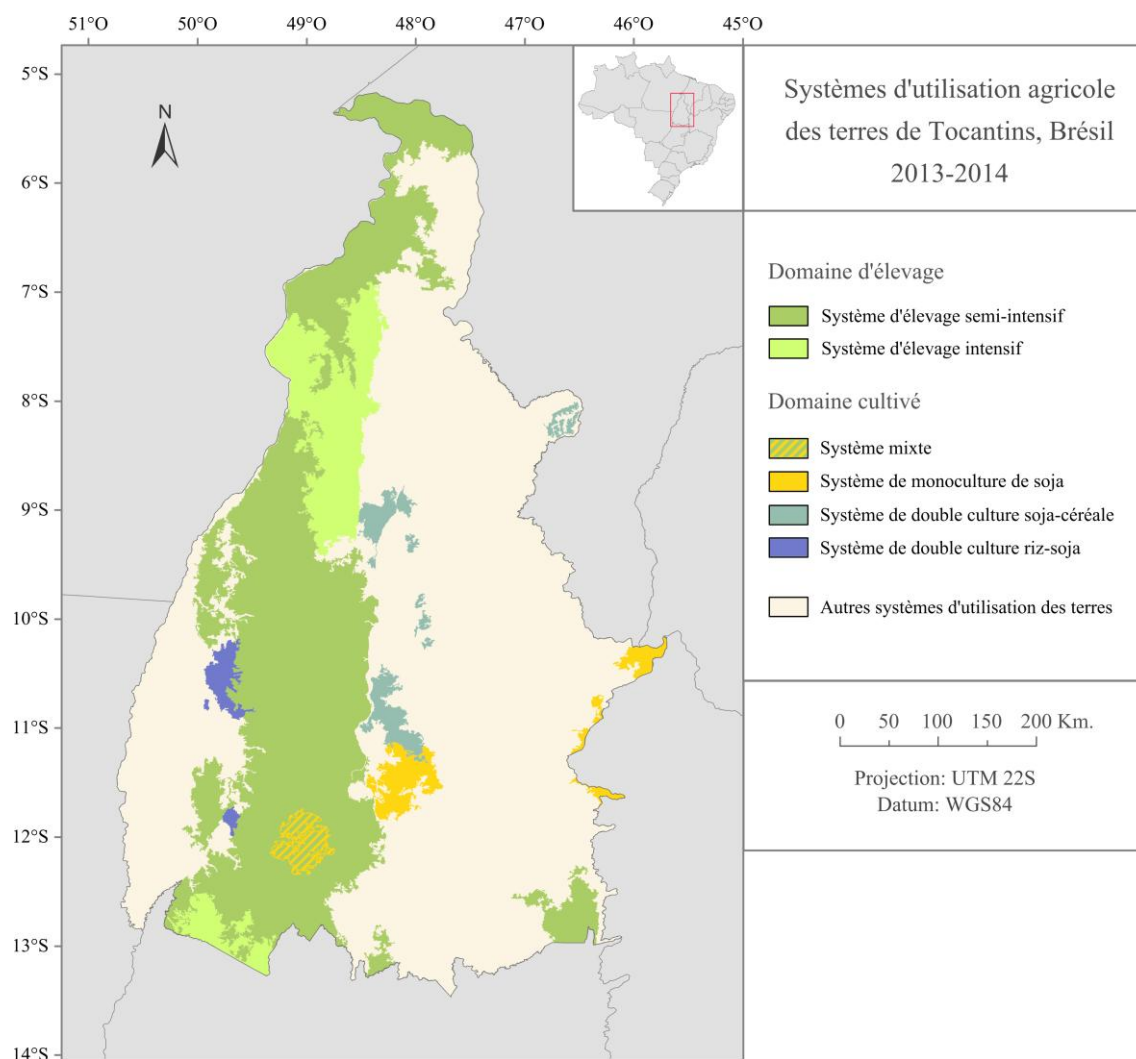 51°O 50°O 49°O 48°O 47°O 46°O 45°O
5°S
6°S
7°S
8°S
9°S
10°S
11°S
12°S
13°S
14°S
N
Systèmes d'utilisation agricole
des terres de Tocantins, Brésil
2013-2014
Domaine d'élevage
Système d'élevage semi-intensif
Système d'élevage intensif
Domaine cultivé
Système mixte
Système de monoculture de soja
Système de double culture soja-céréale
Système de double culture riz-soja
Autres systèmes d'utilisation des terres
0 50 100 150 200 Km.
Projection: UTM 22S
Datum: WGS84